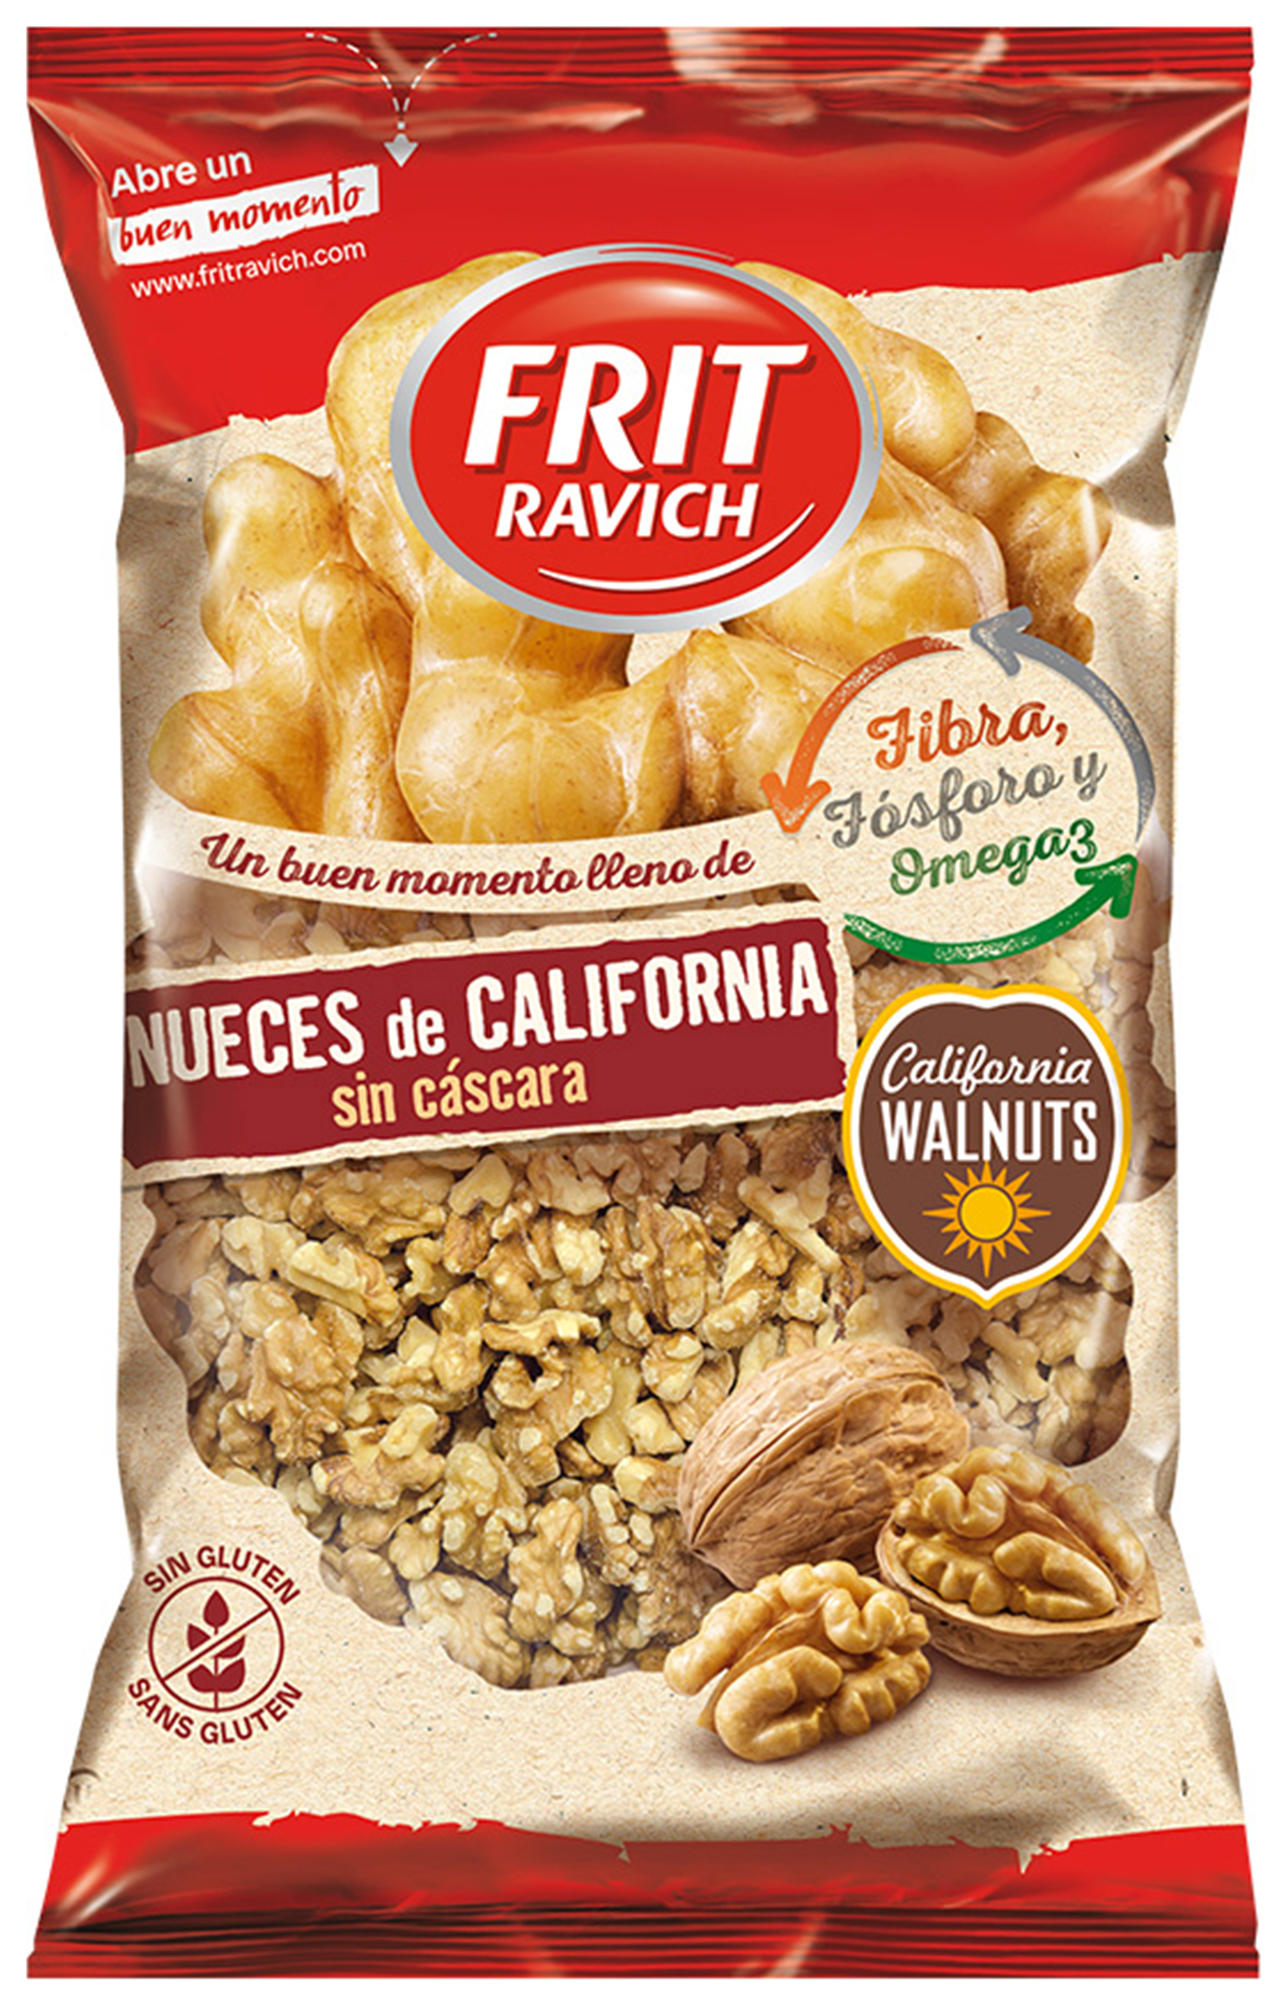 Abre un
buen momento
www.fritravich.com
FRIT
RAVICH
Fibra,
Fósforo y
Omega3
Un buen momento lleno de
NUECES de CALIFORNIA
sin cáscara
California
WALNUTS
SIN GLUTEN
SANS GLUTEN